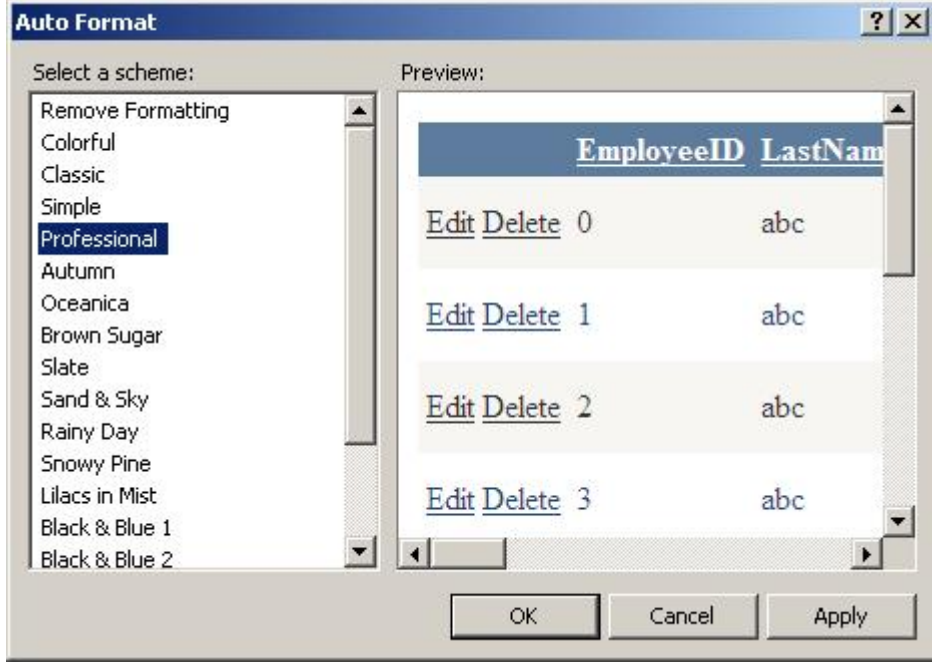 Auto Format
Select a scheme:
Remove Formatting
Colorful
Classic
Simple
Professional
Autumn
Oceanica
Brown Sugar
Slate
Sand & Sky
Rainy Day
Snowy Pine
Lilacs in Mist
Black & Blue 1
Black & Blue 2
Preview:
EmployeeID LastNam
Edit Delete 0 abc
Edit Delete 1 abc
Edit Delete 2 abc
Edit Delete 3 abc
OK Cancel Apply